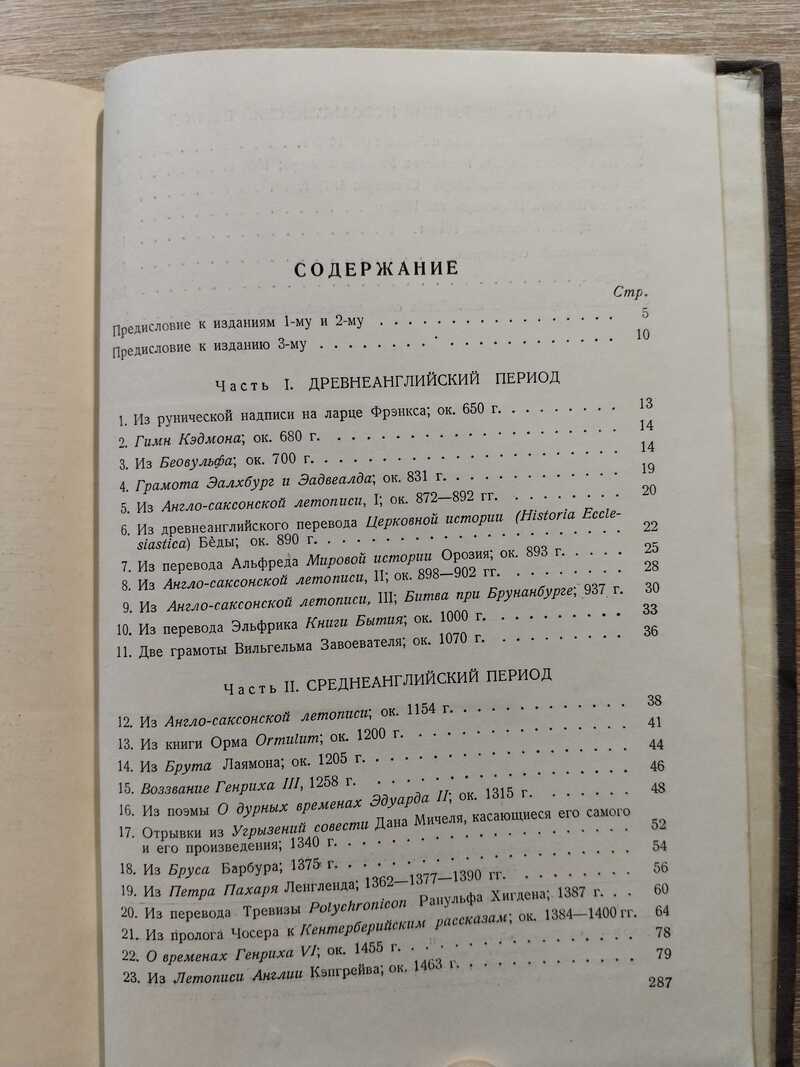 СОДЕРЖАНИЕ
Стр.
Предисловие к изданиям 1-му и 2-му . . . . . . . . . . . . . . . . . 5
Предисловие к изданию 3-му . . . . . . . . . . . . . . . . . . . 10
Часть I. ДРЕВНЕАНГЛИЙСКИЙ ПЕРИОД
1. Из рунической надписи на ларце Фрэнкса; ок. 650 г. . . . . . . . . 13
2. Гимн Кэдмона; ок. 680 г. . . . . . . . . . . . . . . . . . . 14
3. Из Беовульфа; ок. 700 г. . . . . . . . . . . . . . . . . . . 14
4. Грамота Эалхбург и Эадвеалда; ок. 831 г. . . . . . . . . . . . 19
5. Из Англо-саксонской летописи, I; ок. 872—892 гг. . . . . . . . . 20
6. Из древнеанглийского перевода Церковной истории (Historia Eccle-
siastica) Бéды; ок. 890 г. . . . . . . . . . . . . . . . . . . 22
7. Из перевода Альфреда Мировой истории Орозия; ок. 893 г. . . . . 25
8. Из Англо-саксонской летописи, II; ок. 898—902 гг. . . . . . . . . 28
9. Из Англо-саксонской летописи, III; Битва при Брунанбурге; 937 г. 30
10. Из перевода Эльфрика Книги Бытия; ок. 1000 г. . . . . . . . . . 33
11. Две грамоты Вильгельма Завоевателя; ок. 1070 г. . . . . . . . . . 36
Часть II. СРЕДНЕАНГЛИЙСКИЙ ПЕРИОД
12. Из Англо-саксонской летописи; ок. 1154 г. . . . . . . . . . . . 38
13. Из книги Орма Ormulum; ок. 1200 г. . . . . . . . . . . . . . . 41
14. Из Брута Лаямона; ок. 1205 г. . . . . . . . . . . . . . . . . 44
15. Воззвание Генриха III, 1258 г. . . . . . . . . . . . . . . . . 46
16. Из поэмы О дурных временах Эдуарда II; ок. 1315 г. . . . . . . . 48
17. Отрывки из Угрызений совести Дана Мичеля, касающиеся его самого
и его произведения; 1340 г. . . . . . . . . . . . . . . . . . 52
18. Из Бруса Барбура; 1375 г. . . . . . . . . . . . . . . . . . . 54
19. Из Петра Пахаря Ленгленда; 1362—1377—1390 гг. . . . . . . . . . 56
20. Из перевода Тревизы Polychronicon Ранульфа Хигдена; 1387 г. . . 60
21. Из пролога Чосера к Кентерберийским рассказам; ок. 1384—1400 гг. 64
22. О временах Генриха VI; ок. 1455 г. . . . . . . . . . . . . . . 78
23. Из Летописи Англии Кэпгрейва; ок. 1463 г. . . . . . . . . . . . 79
287